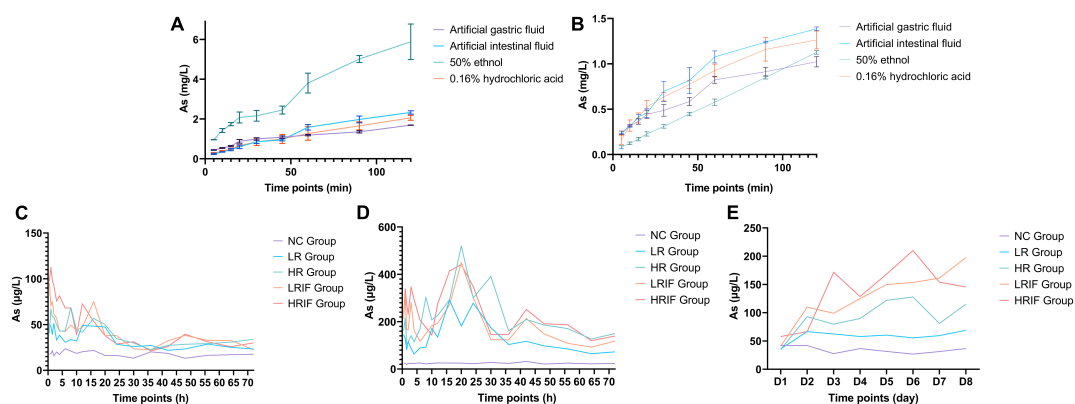 A
As (mg/L)
6
4
2
0
50
100
Time points (min)
Artificial gastric fluid
Artificial intestinal fluid
50% ethnol
0.16% hydrochloric acid
B
As (mg/L)
1.5
1.0
0.5
0.0
50
100
Time points (min)
Artificial gastric fluid
Artificial intestinal fluid
50% ethnol
0.16% hydrochloric acid
C
As (µg/L)
150
100
50
0
0 5 10 15 20 25 30 35 40 45 50 55 60 65 70
Time points (h)
NC Group
LR Group
HR Group
LRIF Group
HRIF Group
D
As (µg/L)
600
400
200
0
0 5 10 15 20 25 30 35 40 45 50 55 60 65 70
Time points (h)
NC Group
LR Group
HR Group
LRIF Group
HRIF Group
E
As (µg/L)
250
200
150
100
50
0
D1 D2 D3 D4 D5 D6 D7 D8
Time points (day)
NC Group
LR Group
HR Group
LRIF Group
HRIF Group